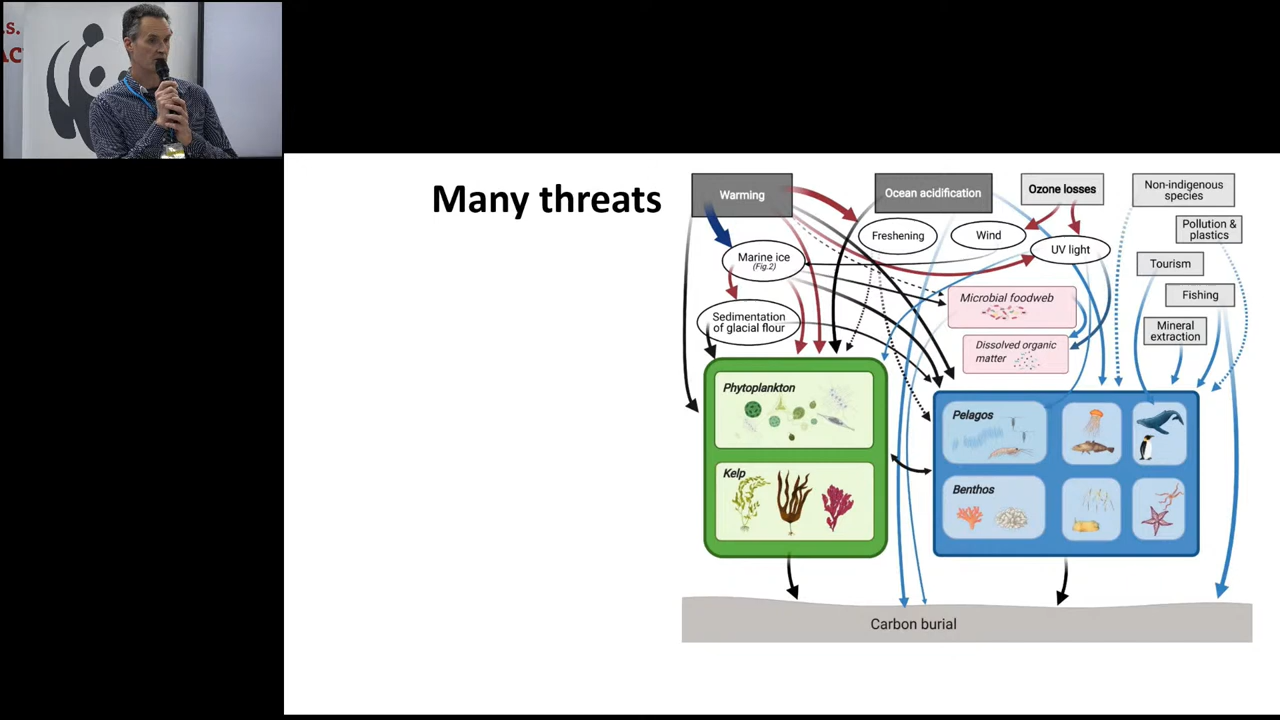 S.
AC
Many threats
Warming
Ocean acidification
Ozone losses
Non-indigenous
species
Pollution &
plastics
Freshening
Wind
UV light
Marine ice
(Fig.2)
Tourism
Fishing
Microbial foodweb
Sedimentation
of glacial flour
Mineral
extraction
Dissolved organic
matter
Phytoplankton
Pelagos
Kelp
Benthos
Carbon burial